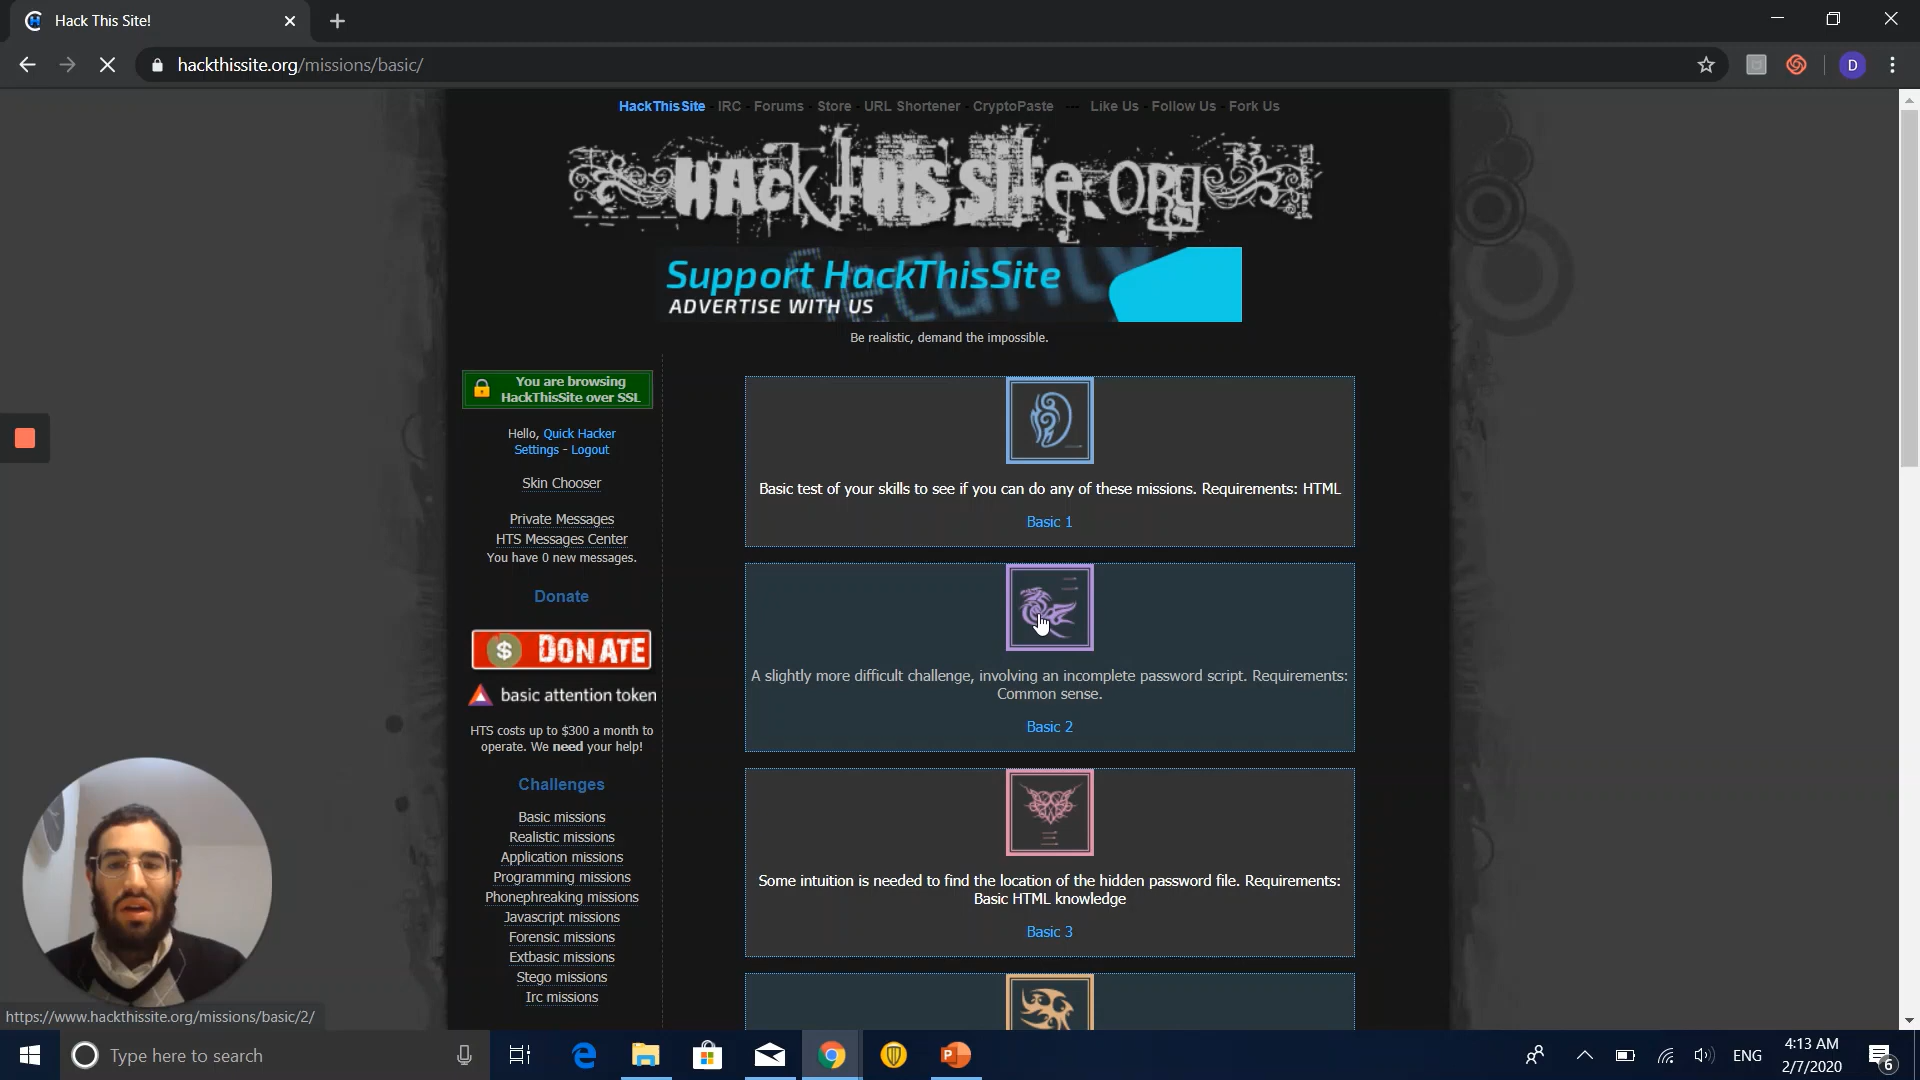 Hack This Site!
hackthissite.org/missions/basic/
D
HackThisSite - IRC - Forums - Store - URL Shortener - CryptoPaste --- Like Us - Follow Us - Fork Us
HackThisSite.ORG
Support HackThisSite
ADVERTISE WITH US
Be realistic, demand the impossible.
You are browsing
HackThisSite over SSL
Hello, Quick Hacker
Settings - Logout
Skin Chooser
Private Messages
HTS Messages Center
You have 0 new messages.
Donate
$ DONATE
basic attention token
HTS costs up to $300 a month to
operate. We need your help!
Challenges
Basic missions
Realistic missions
Application missions
Programming missions
Phonephreaking missions
Javascript missions
Forensic missions
Extbasic missions
Stego missions
Irc missions
Basic test of your skills to see if you can do any of these missions. Requirements: HTML
Basic 1
二
A slightly more difficult challenge, involving an incomplete password script. Requirements:
Common sense.
Basic 2
三
Some intuition is needed to find the location of the hidden password file. Requirements:
Basic HTML knowledge
Basic 3
https://www.hackthissite.org/missions/basic/2/
Type here to search
ENG
4:13 AM
2/7/2020
6